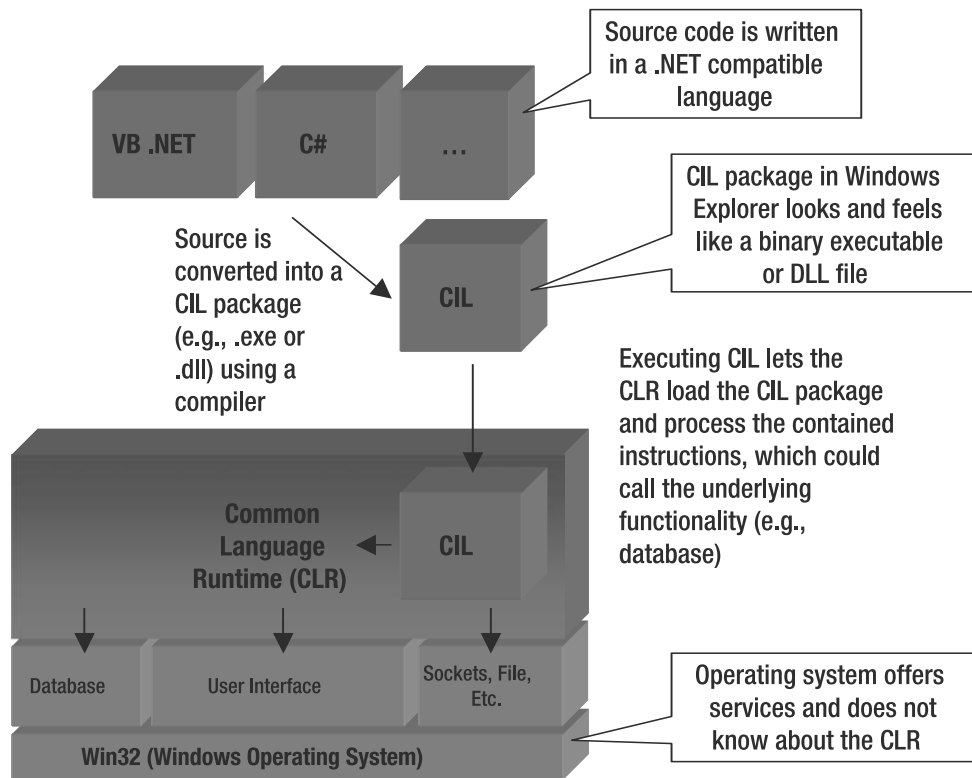 Source code is written
in a .NET compatible
language
VB .NET
C#
...
CIL package in Windows
Explorer looks and feels
like a binary executable
or DLL file
Source is
converted into a
CIL package
(e.g., .exe or
.dll) using a
compiler
CIL
Executing CIL lets the
CLR load the CIL package
and process the contained
instructions, which could
call the underlying
functionality (e.g.,
database)
Common
Language
Runtime (CLR)
CIL
Database
User Interface
Sockets, File,
Etc.
Operating system offers
services and does not
know about the CLR
Win32 (Windows Operating System)